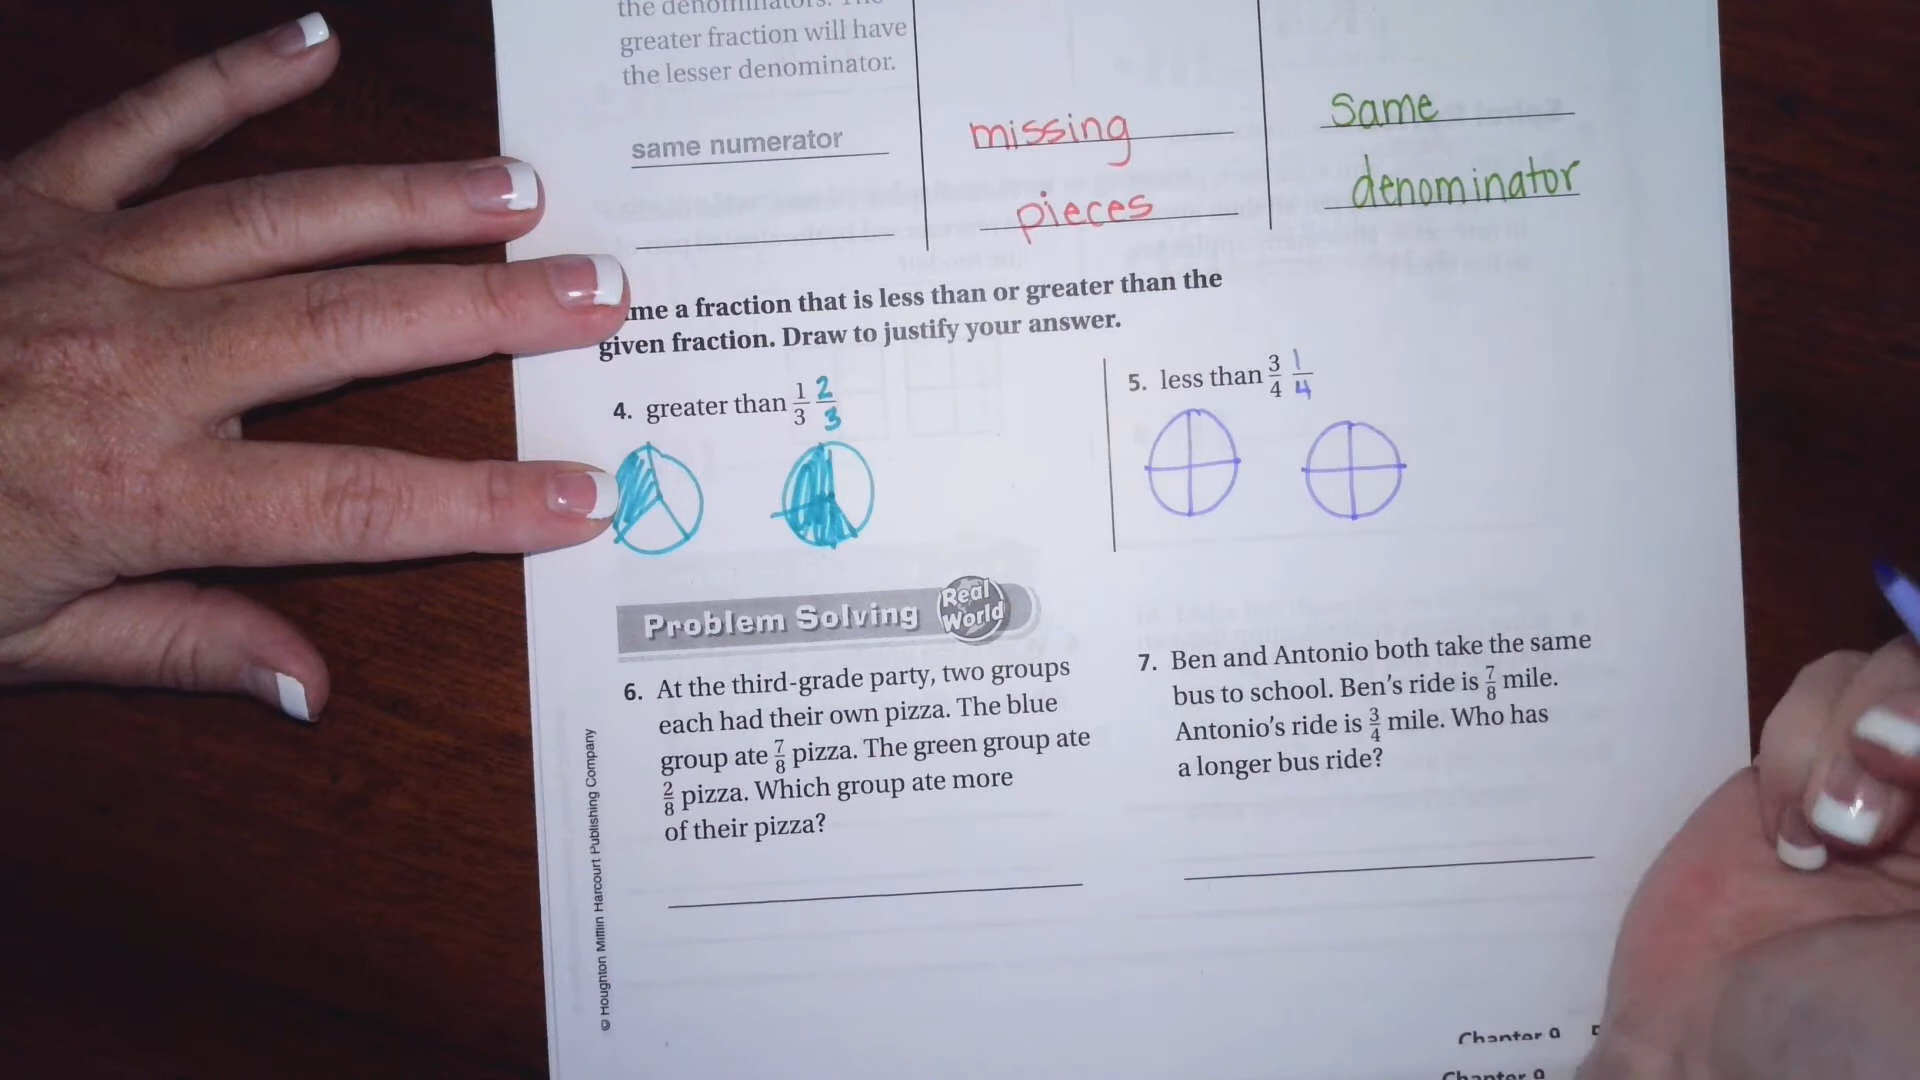 the denominators. The
greater fraction will have
the lesser denominator.
same numerator
missing
pieces
same
denominator
me a fraction that is less than or greater than the
given fraction. Draw to justify your answer.
4. greater than 1/3 2/3
5. less than 3/4 1/4
Problem Solving Real World
6. At the third-grade party, two groups
each had their own pizza. The blue
group ate 7/8 pizza. The green group ate
2/8 pizza. Which group ate more
of their pizza?
7. Ben and Antonio both take the same
bus to school. Ben's ride is 7/8 mile.
Antonio's ride is 3/4 mile. Who has
a longer bus ride?
© Houghton Mifflin Harcourt Publishing Company
Chapter 9
Chapter 9